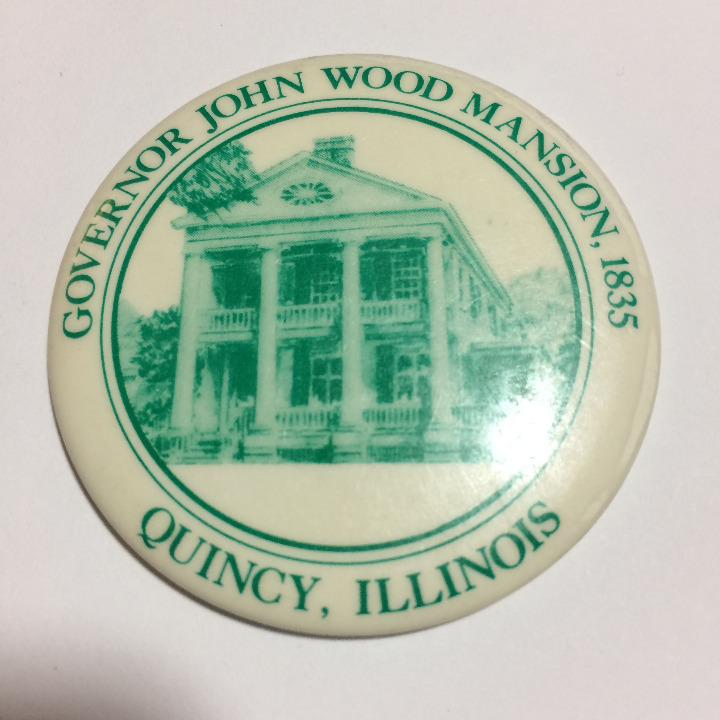 GOVERNOR JOHN WOOD MANSION, 1835
QUINCY, ILLINOIS